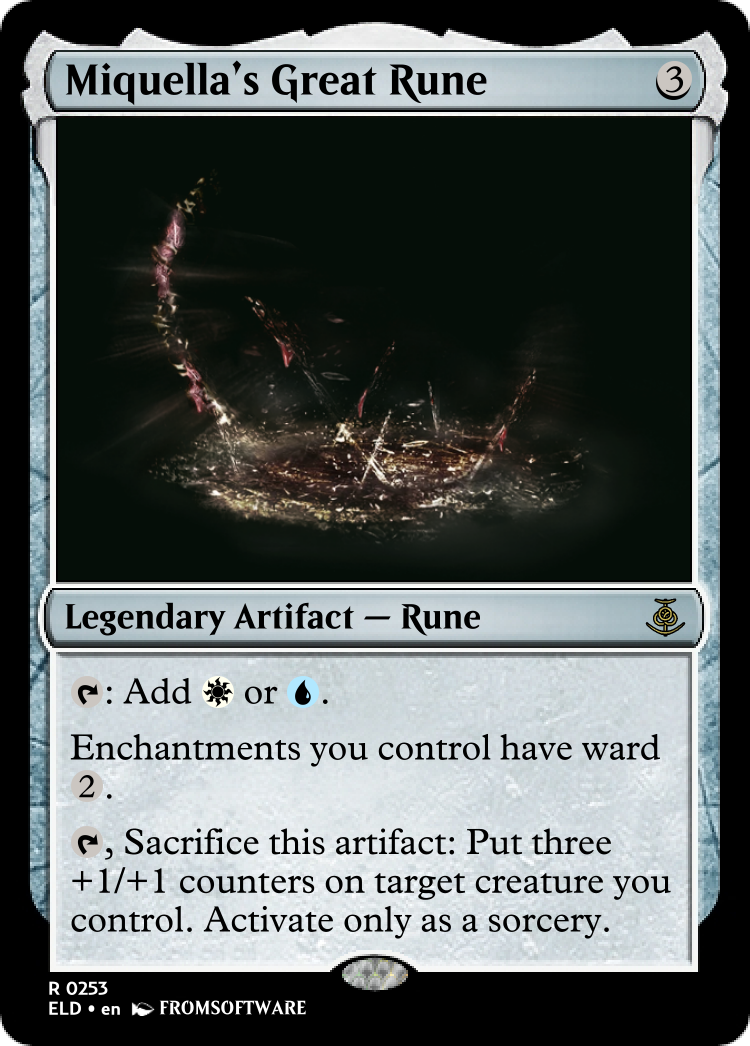 Miquella's Great Rune 3
Legendary Artifact — Rune
: Add or .
Enchantments you control have ward
2.
, Sacrifice this artifact: Put three
+1/+1 counters on target creature you
control. Activate only as a sorcery.
R 0253
ELD • en FROMSOFTWARE